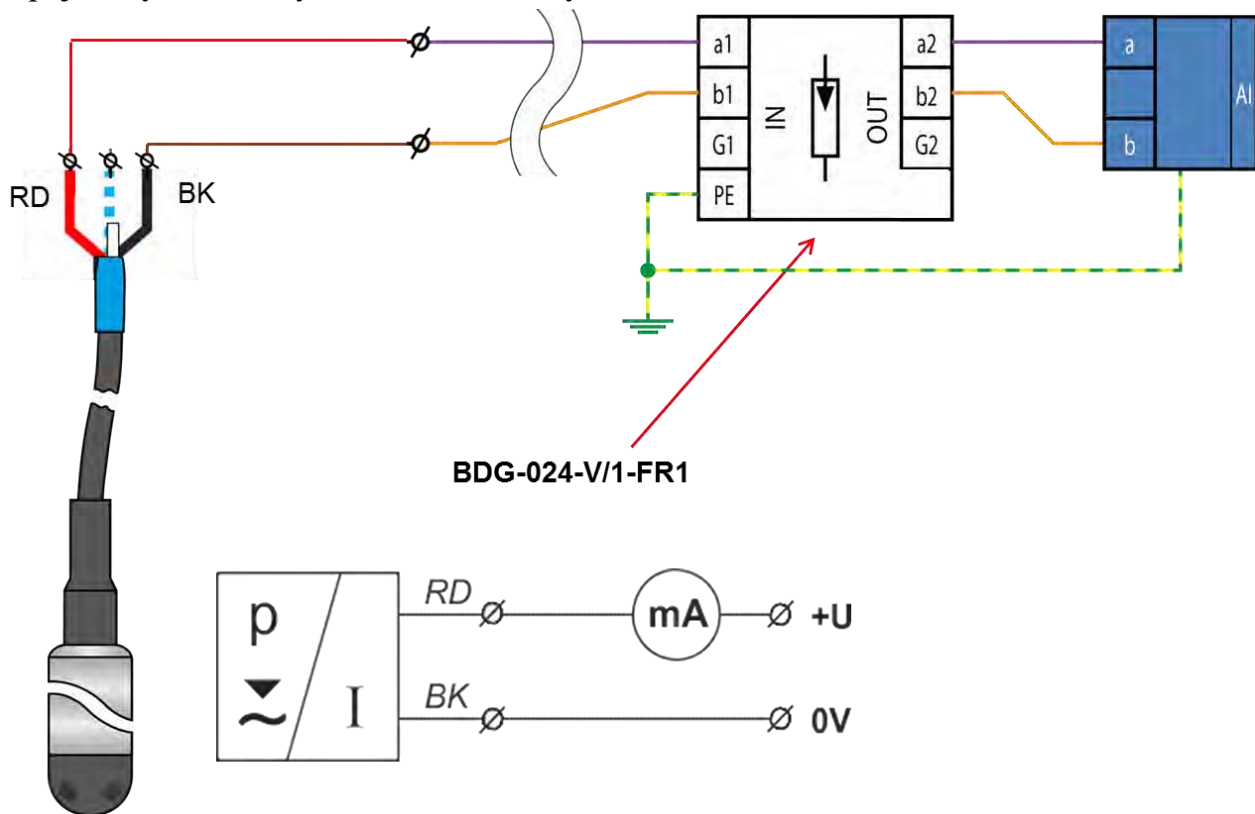 a1
a2
a
b1
IN
OUT
b2
AI
G1
G2
b
PE
RD
BK
BDG-024-V/1-FR1
p
RD
mA
+U
I
BK
0V